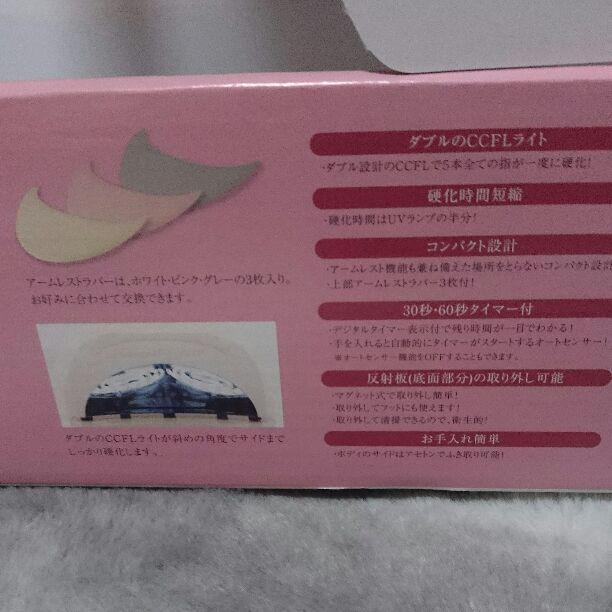 アームレストラバーは、ホワイト・ピンク・グレーの3枚入り。
お好みに合わせて交換できます。
ダブルのCCFLライトが斜めの角度でサイドまで
しっかり硬化します。
ダブルのCCFLライト
・ダブル設計のCCFLで5本全ての指が一度に硬化!
硬化時間短縮
・硬化時間はUVランプの半分!
コンパクト設計
・アームレスト機能も兼ね備えた場所をとらないコンパクト設計
・上部アームレストラバー3枚付!
30秒・60秒タイマー付
・デジタルタイマー表示付で残り時間が一目でわかる!
・手を入れると自動的にタイマーがスタートするオートセンサー!
※オートセンサー機能をOFFすることもできます。
反射板(底面部分)の取り外し可能
・マグネット式で取り外し簡単!
・取り外してフットにも使えます!
・取り外して清掃できるので、衛生的!
お手入れ簡単
・ボディのサイドはアセトンでふき取り可能!